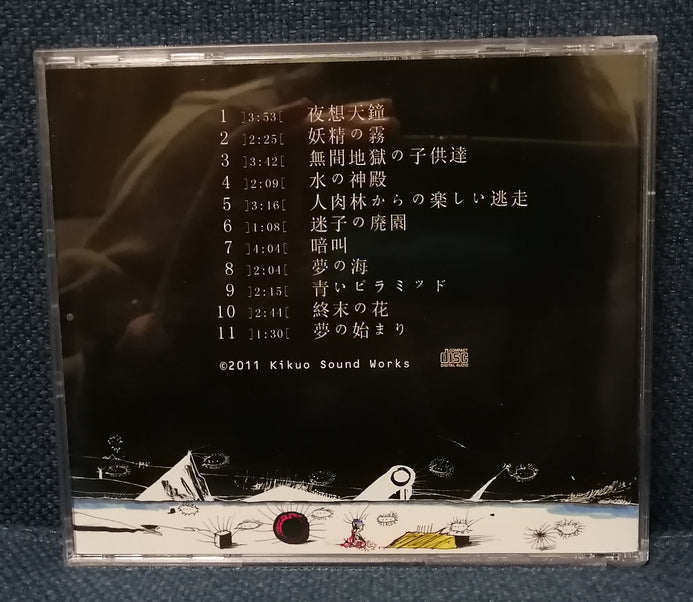 1 ]3:53[ 夜想天鐘
2 ]2:25[ 妖精の霧
3 ]3:42[ 無間地獄の子供達
4 ]2:09[ 水の神殿
5 ]3:16[ 人肉林からの楽しい逃走
6 ]1:08[ 迷子の廃園
7 ]4:04[ 暗叫
8 ]2:04[ 夢の海
9 ]2:15[ 青いピラミッド
10 ]2:44[ 終末の花
11 ]1:30[ 夢の始まり
©2011 Kikuo Sound Works
COMPACT
disc
DIGITAL AUDIO